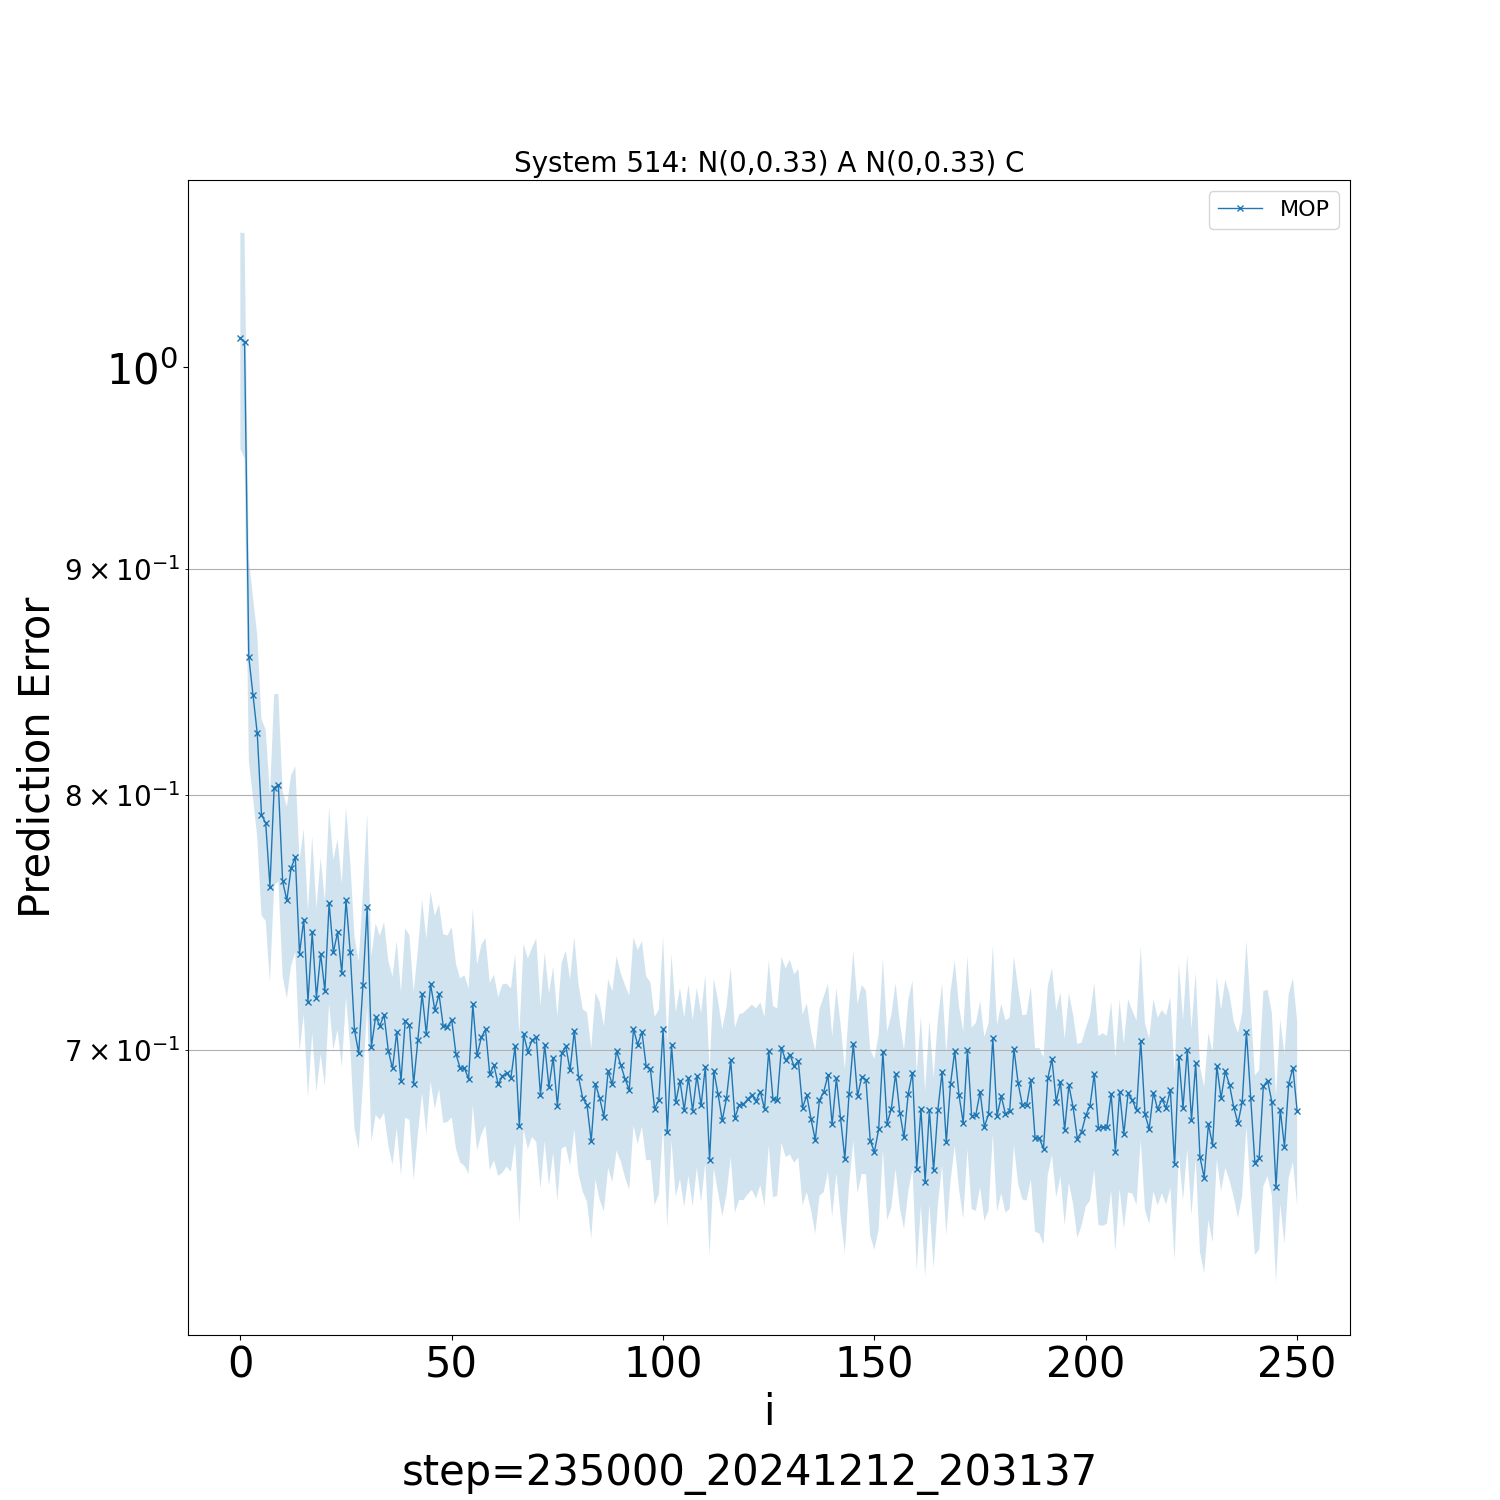 System 514: N(0,0.33) A N(0,0.33) C
MOP
10⁰
9 × 10⁻¹
8 × 10⁻¹
7 × 10⁻¹
Prediction Error
0 50 100 150 200 250
i
step=235000_20241212_203137